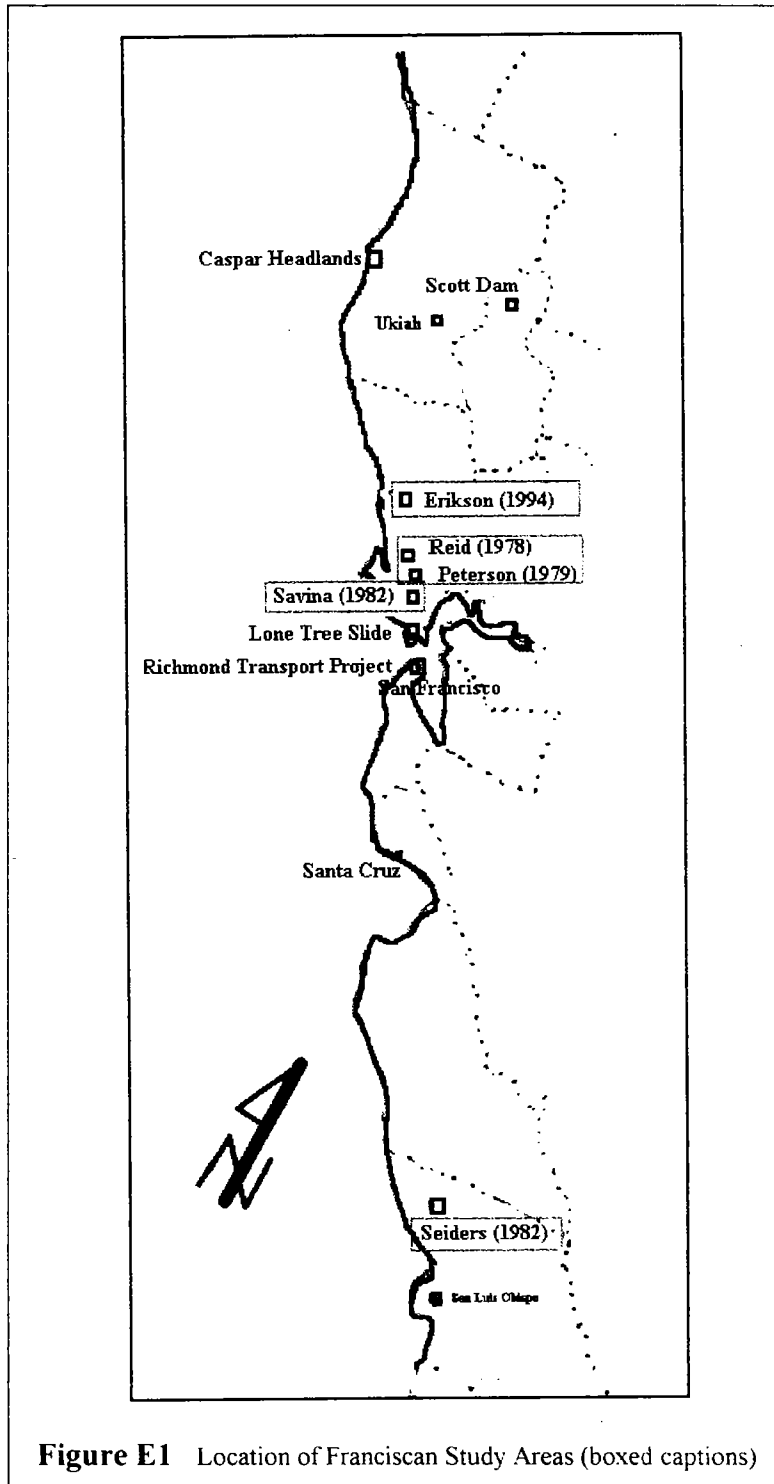 Caspar Headlands
Scott Dam
Ukiah
Erikson (1994)
Reid (1978)
Peterson (1979)
Savina (1982)
Lone Tree Slide
Richmond Transport Project
San Francisco
Santa Cruz
N
Seiders (1982)
San Luis Obispo
Figure E1 Location of Franciscan Study Areas (boxed captions)